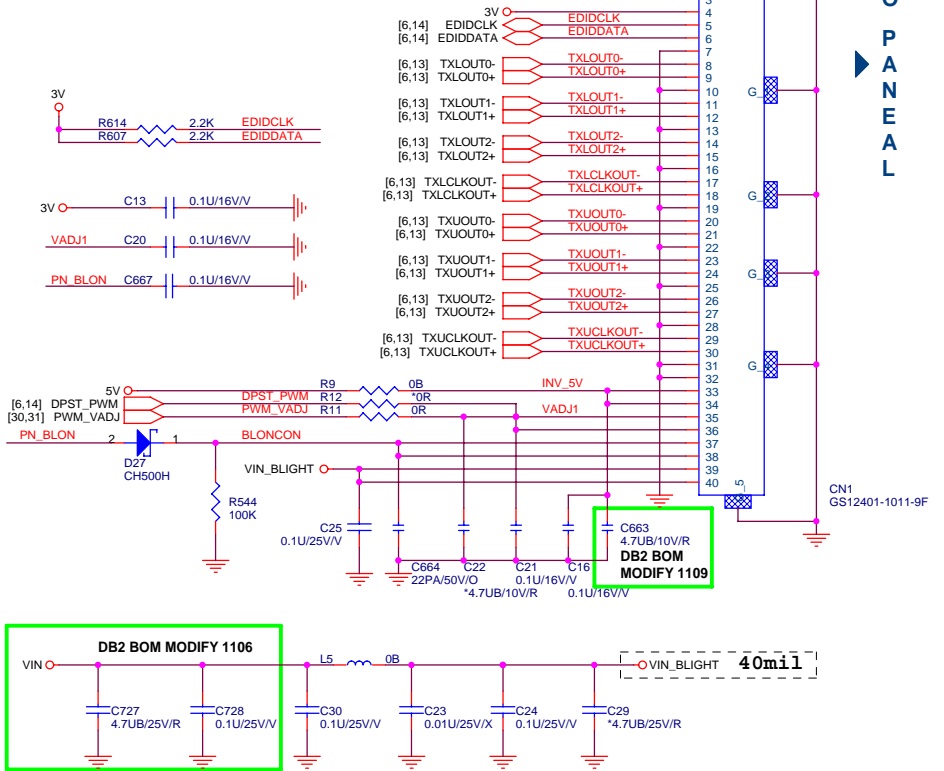 3V
4
[6,14] EDIDCLK EDIDCLK 5
[6,14] EDIDDATA EDIDDATA 6
7
[6,13] TXLOUT0- TXLOUT0- 8
[6,13] TXLOUT0+ TXLOUT0+ 9
10 G_
[6,13] TXLOUT1- TXLOUT1- 11
[6,13] TXLOUT1+ TXLOUT1+ 12
13
[6,13] TXLOUT2- TXLOUT2- 14
[6,13] TXLOUT2+ TXLOUT2+ 15
16
[6,13] TXLCLKOUT- TXLCLKOUT- 17
[6,13] TXLCLKOUT+ TXLCLKOUT+ 18 G_
19
[6,13] TXUOUT0- TXUOUT0- 20
[6,13] TXUOUT0+ TXUOUT0+ 21
22
[6,13] TXUOUT1- TXUOUT1- 23
[6,13] TXUOUT1+ TXUOUT1+ 24 G_
25
[6,13] TXUOUT2- TXUOUT2- 26
[6,13] TXUOUT2+ TXUOUT2+ 27
28
[6,13] TXUCLKOUT- TXUCLKOUT- 29
[6,13] TXUCLKOUT+ TXUCLKOUT+ 30
31 G_
32
PANEAL
3V
R614 2.2K EDIDCLK
R607 2.2K EDIDDATA
3V C13 0.1U/16V/V
VADJ1 C20 0.1U/16V/V
PN_BLON C667 0.1U/16V/V
5V R9 0B INV_5V 33
[6,14] DPST_PWM DPST_PWM R12 *0R 34
[30,31] PWM_VADJ PWM_VADJ R11 0R VADJ1 35
36
PN_BLON 2 1 BLONCON 37
38
D27
CH500H
VIN_BLIGHT 39
40
_5
CN1
GS12401-1011-9F
R544
100K
C25
0.1U/25V/V
C664
22PA/50V/O
C22
*4.7UB/10V/R
C21
0.1U/16V/V
C16
0.1U/16V/V
C663
4.7UB/10V/R
DB2 BOM
MODIFY 1109
DB2 BOM MODIFY 1106
VIN L5 0B VIN_BLIGHT 40mil
C727
4.7UB/25V/R
C728
0.1U/25V/V
C30
0.1U/25V/V
C23
0.01U/25V/X
C24
0.1U/25V/V
C29
*4.7UB/25V/R